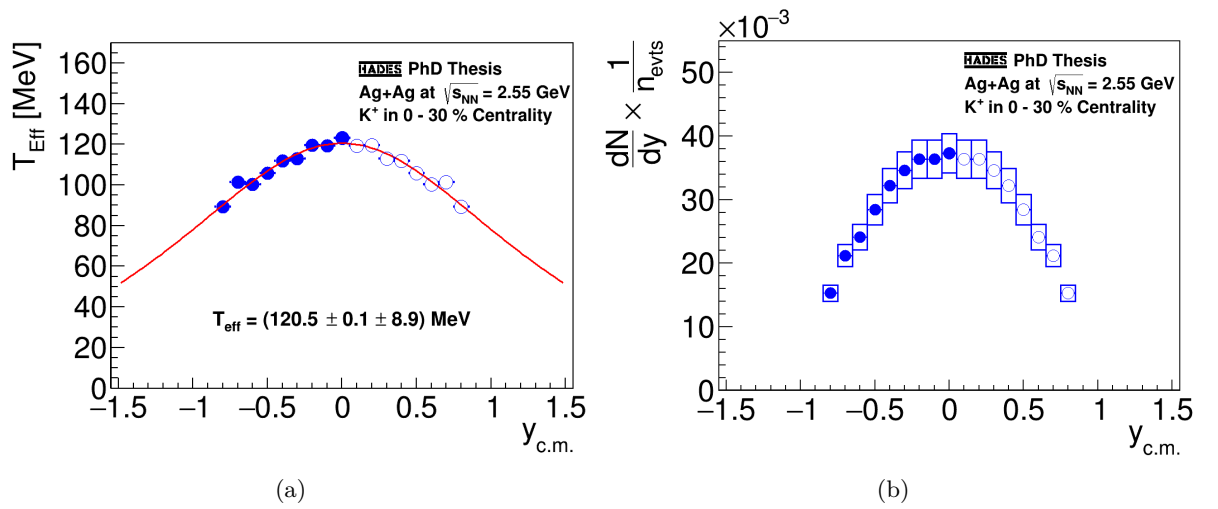 T_Eff [MeV]
160
140
120
100
80
60
40
20
0
−1.5 −1 −0.5 0 0.5 1 1.5
y_c.m.
HADES PhD Thesis
Ag+Ag at √s_NN = 2.55 GeV
K⁺ in 0 - 30 % Centrality
T_eff = (120.5 ± 0.1 ± 8.9) MeV
(a)
×10⁻³
dN/dy × 1/n_evts
50
40
30
20
10
0
−1.5 −1 −0.5 0 0.5 1 1.5
y_c.m.
HADES PhD Thesis
Ag+Ag at √s_NN = 2.55 GeV
K⁺ in 0 - 30 % Centrality
(b)